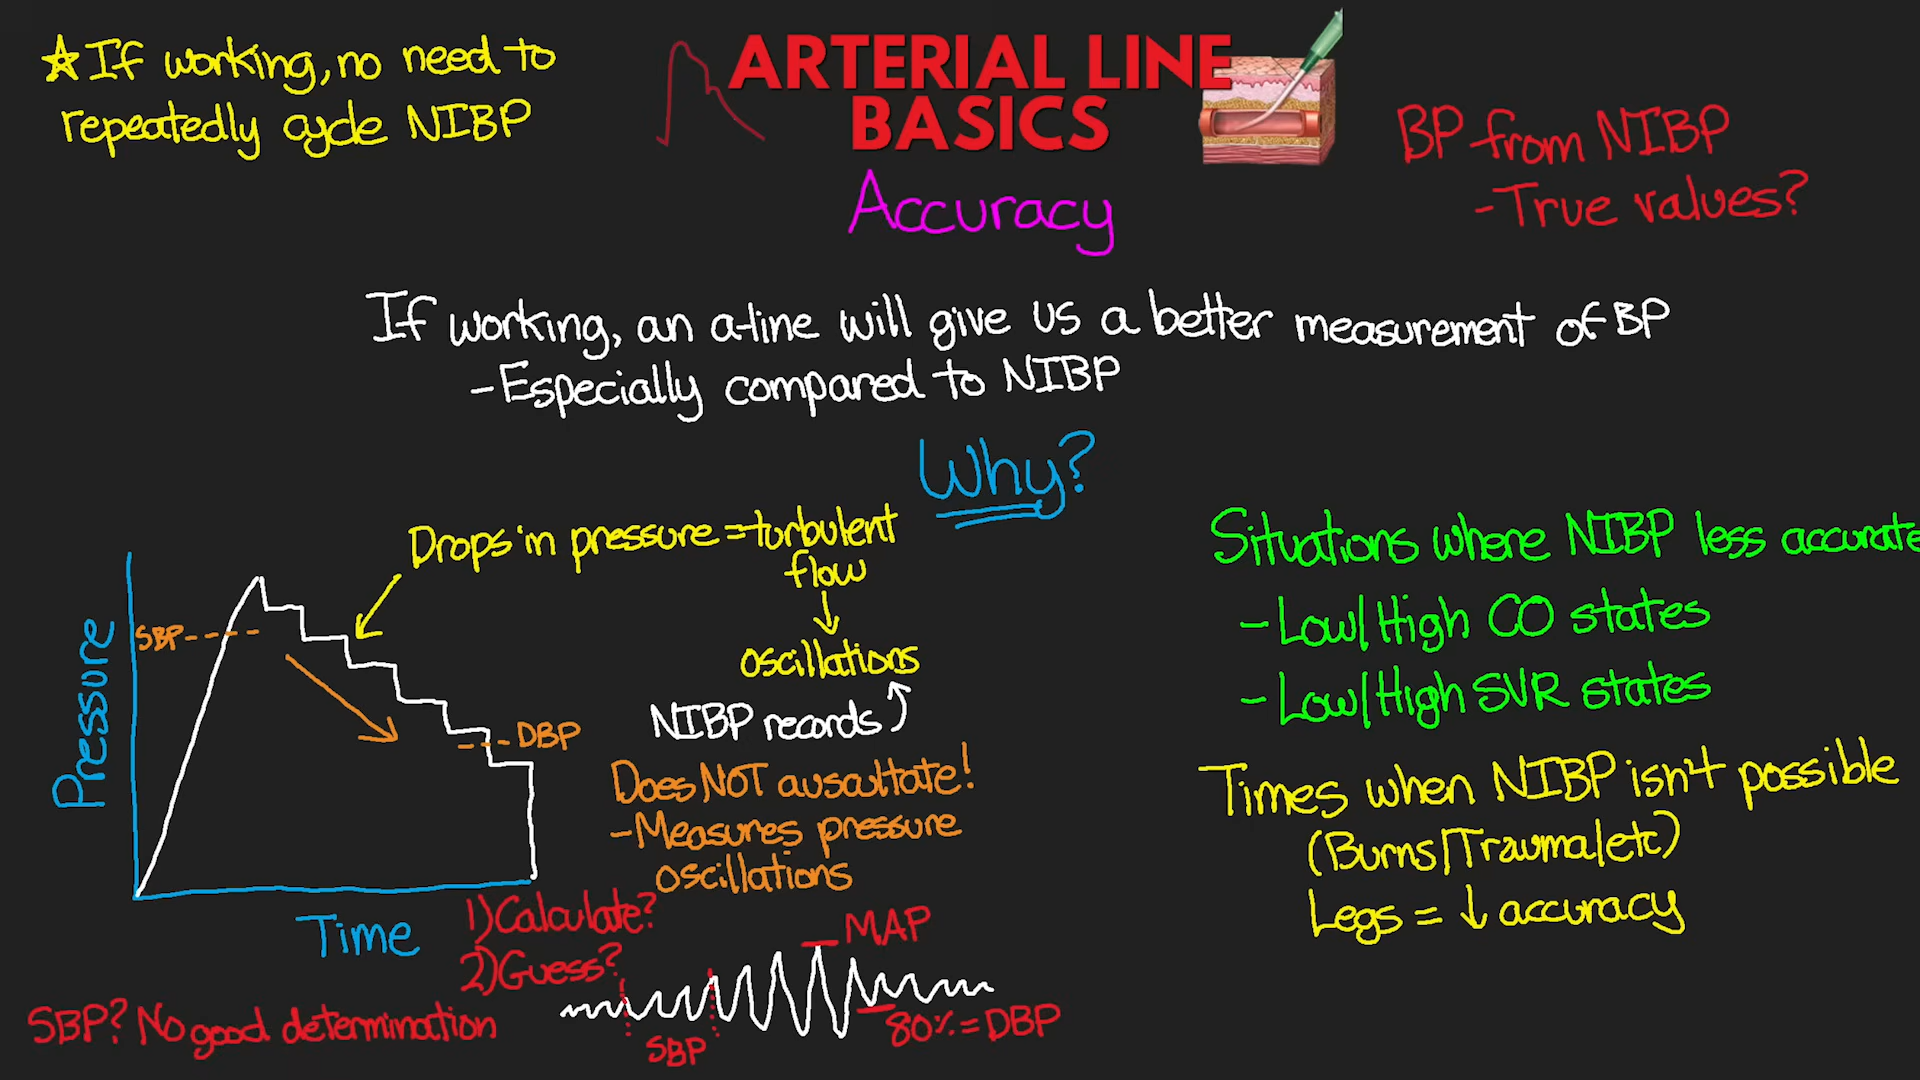 ☆ If working, no need to
repeatedly cycle NIBP
ARTERIAL LINE
BASICS
Accuracy
BP from NIBP
- True values?
If working, an a-line will give us a better measurement of BP
- Especially compared to NIBP
Why?
Drops in pressure = turbulent
flow
oscillations
NIBP records
Does NOT auscultate!
- Measures pressure
oscillations
Pressure
SBP
DBP
Time
1) Calculate?
2) Guess?
SBP? No good determination
MAP
SBP
80% = DBP
Situations where NIBP less accurate
- Low/High CO states
- Low/High SVR states
Times when NIBP isn't possible
(Burns/Trauma/etc)
Legs = ↓ accuracy